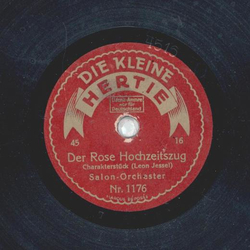 DIE KLEINE
HERTIE
45
16
Der Rose Hochzeitszug
Charakterstück (Leon Jessel)
Salon-Orchester
Nr. 1176